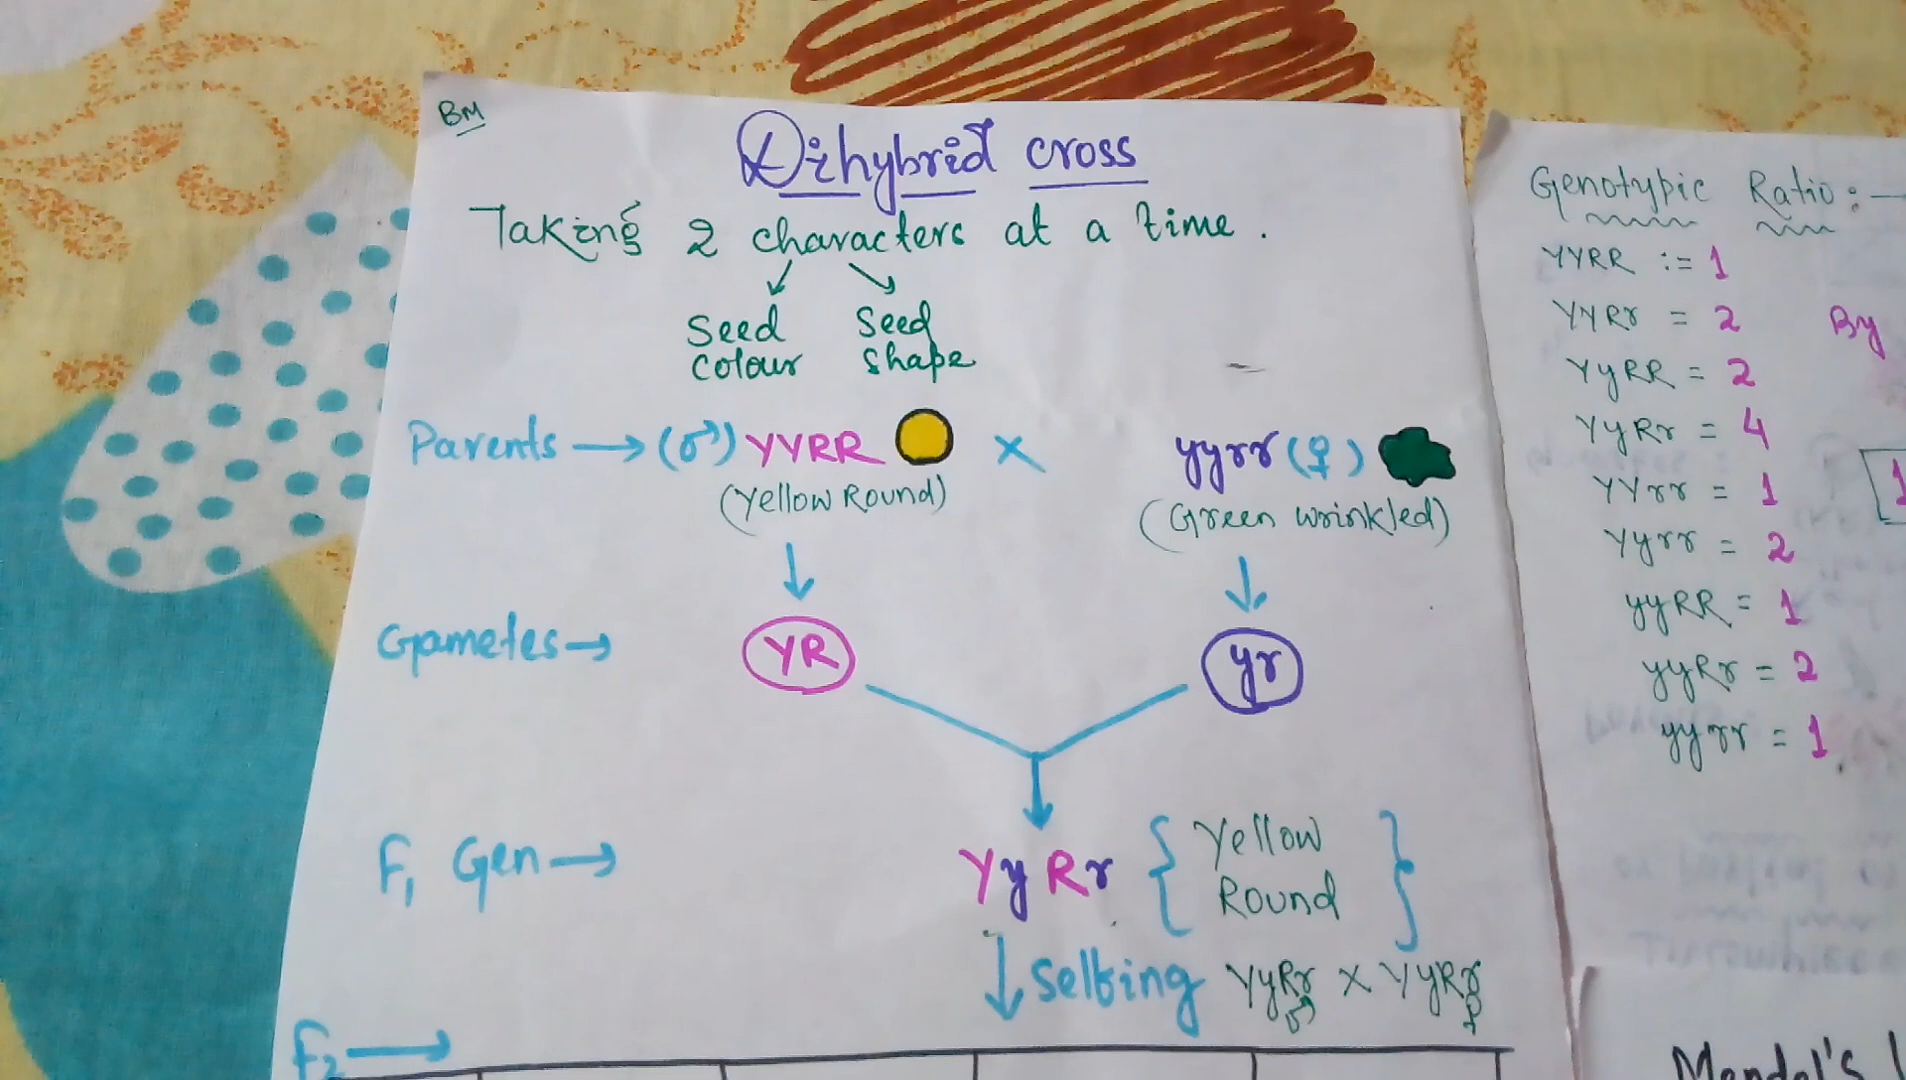 BM
Dihybrid cross
Taking 2 characters at a time.
Seed colour
Seed shape
Parents → (♂) YYRR × yyrr (♀)
(Yellow Round) (Green wrinkled)
Gametes → YR yr
F1 Gen → YyRr { Yellow Round }
↓ Selfing YyRr ♂ × YyRr ♀
F2 →
Genotypic Ratio:—
YYRR := 1
YYRr = 2
By
YyRR = 2
YyRr = 4
YYrr = 1
Yyrr = 2
yyRR = 1
yyRr = 2
yyrr = 1
1
Mendel's